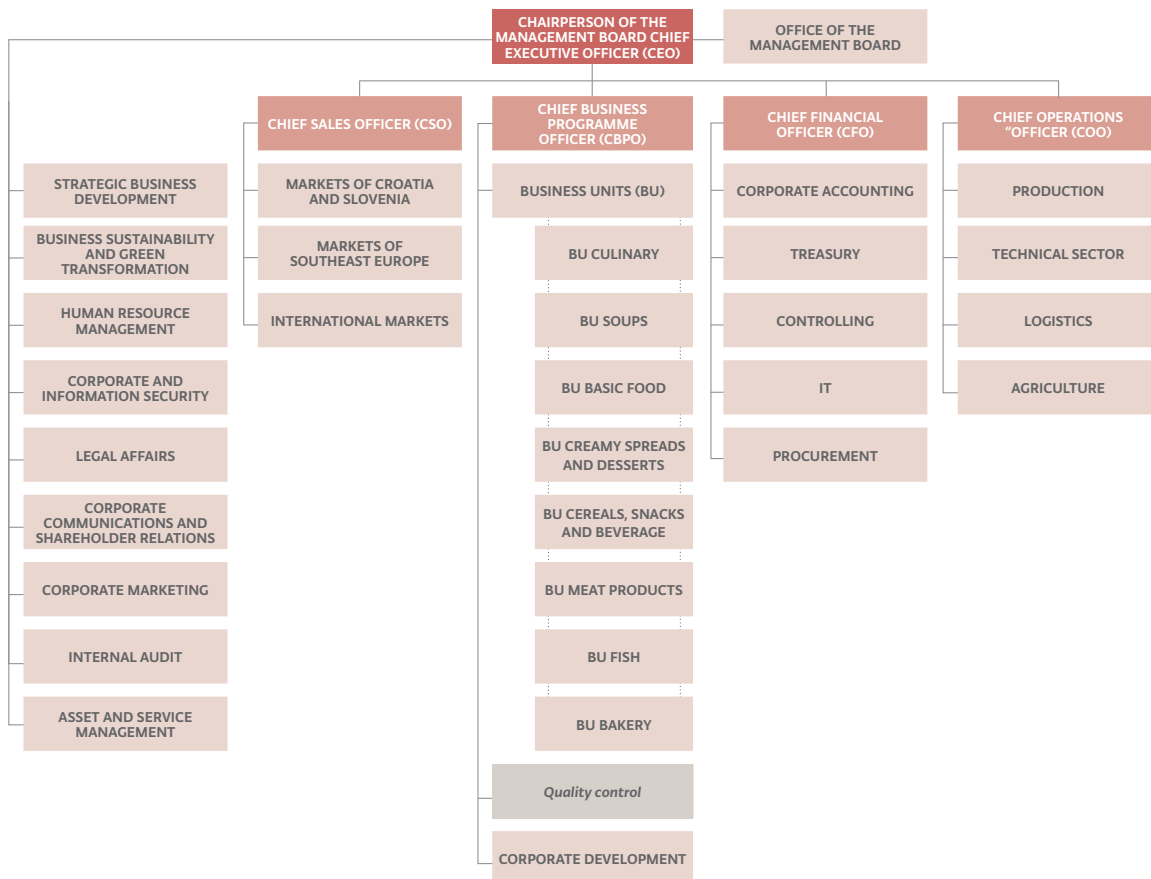 CHAIRPERSON OF THE
MANAGEMENT BOARD CHIEF
EXECUTIVE OFFICER (CEO)
OFFICE OF THE
MANAGEMENT BOARD
CHIEF SALES OFFICER (CSO)
CHIEF BUSINESS
PROGRAMME
OFFICER (CBPO)
CHIEF FINANCIAL
OFFICER (CFO)
CHIEF OPERATIONS
“OFFICER (COO)
STRATEGIC BUSINESS
DEVELOPMENT
BUSINESS SUSTAINABILITY
AND GREEN
TRANSFORMATION
HUMAN RESOURCE
MANAGEMENT
CORPORATE AND
INFORMATION SECURITY
LEGAL AFFAIRS
CORPORATE
COMMUNICATIONS AND
SHAREHOLDER RELATIONS
CORPORATE MARKETING
INTERNAL AUDIT
ASSET AND SERVICE
MANAGEMENT
MARKETS OF CROATIA
AND SLOVENIA
MARKETS OF
SOUTHEAST EUROPE
INTERNATIONAL MARKETS
BUSINESS UNITS (BU)
BU CULINARY
BU SOUPS
BU BASIC FOOD
BU CREAMY SPREADS
AND DESSERTS
BU CEREALS, SNACKS
AND BEVERAGE
BU MEAT PRODUCTS
BU FISH
BU BAKERY
Quality control
CORPORATE DEVELOPMENT
CORPORATE ACCOUNTING
TREASURY
CONTROLLING
IT
PROCUREMENT
PRODUCTION
TECHNICAL SECTOR
LOGISTICS
AGRICULTURE